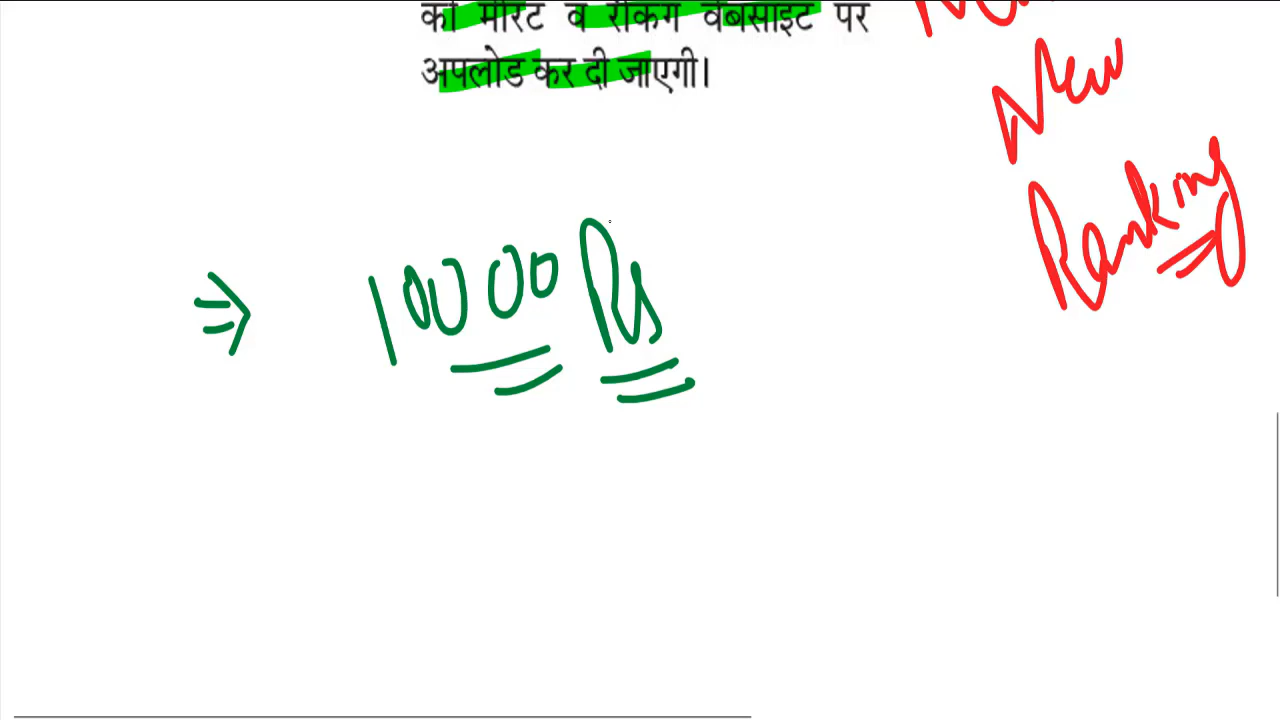 की मेरिट व रैंकिंग वेबसाइट पर
अपलोड कर दी जाएगी।
New
Ranking
⇒ 10000 Rs